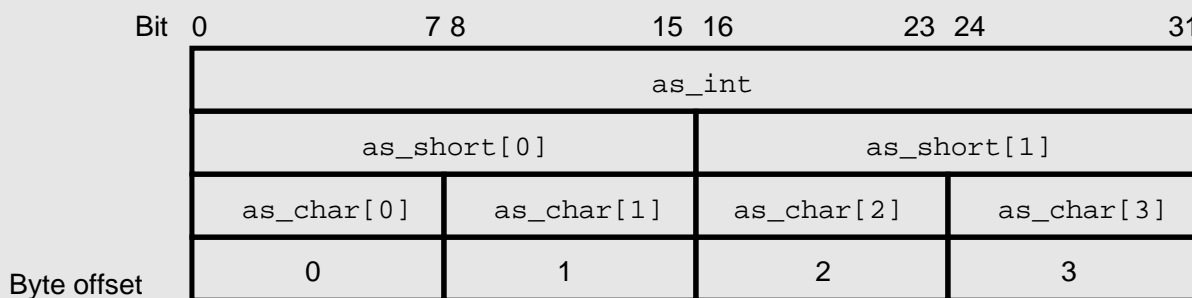 Bit 0 7 8 15 16 23 24 31
as_int
as_short[0] as_short[1]
as_char[0] as_char[1] as_char[2] as_char[3]
Byte offset 0 1 2 3